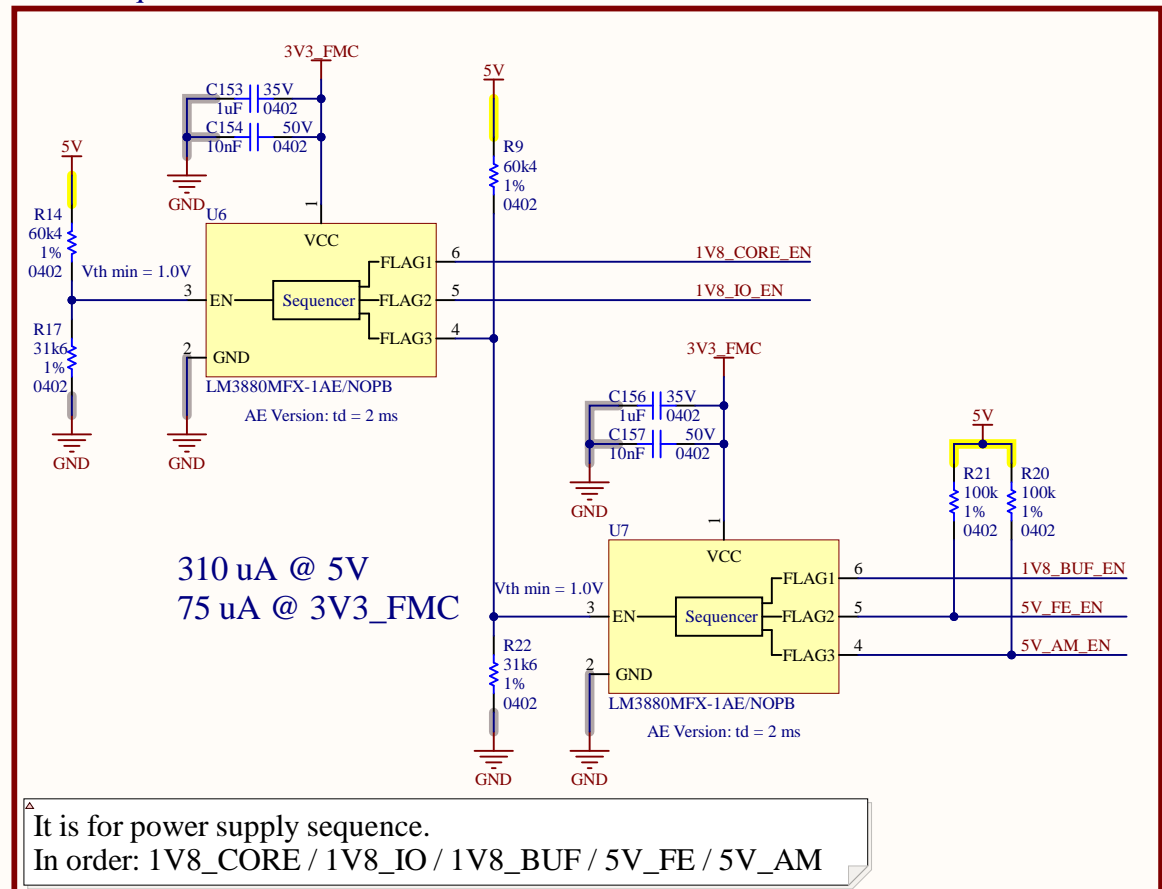 3V3_FMC
5V
C153 35V
1uF 0402
C154 50V
10nF 0402
GND
5V
R14
60k4
1%
0402
Vth min = 1.0V
R17
31k6
1%
0402
GND
R9
60k4
1%
0402
U6
1
VCC
3 EN
Sequencer
FLAG1 6 1V8_CORE_EN
FLAG2 5 1V8_IO_EN
FLAG3 4
2 GND
LM3880MFX-1AE/NOPB
AE Version: td = 2 ms
GND
3V3_FMC
C156 35V
1uF 0402
C157 50V
10nF 0402
GND
5V
R21
100k
1%
0402
R20
100k
1%
0402
310 uA @ 5V
75 uA @ 3V3_FMC
U7
1
VCC
Vth min = 1.0V
3 EN
Sequencer
FLAG1 6 1V8_BUF_EN
FLAG2 5 5V_FE_EN
FLAG3 4 5V_AM_EN
2 GND
LM3880MFX-1AE/NOPB
AE Version: td = 2 ms
R22
31k6
1%
0402
GND
GND
It is for power supply sequence.
In order: 1V8_CORE / 1V8_IO / 1V8_BUF / 5V_FE / 5V_AM